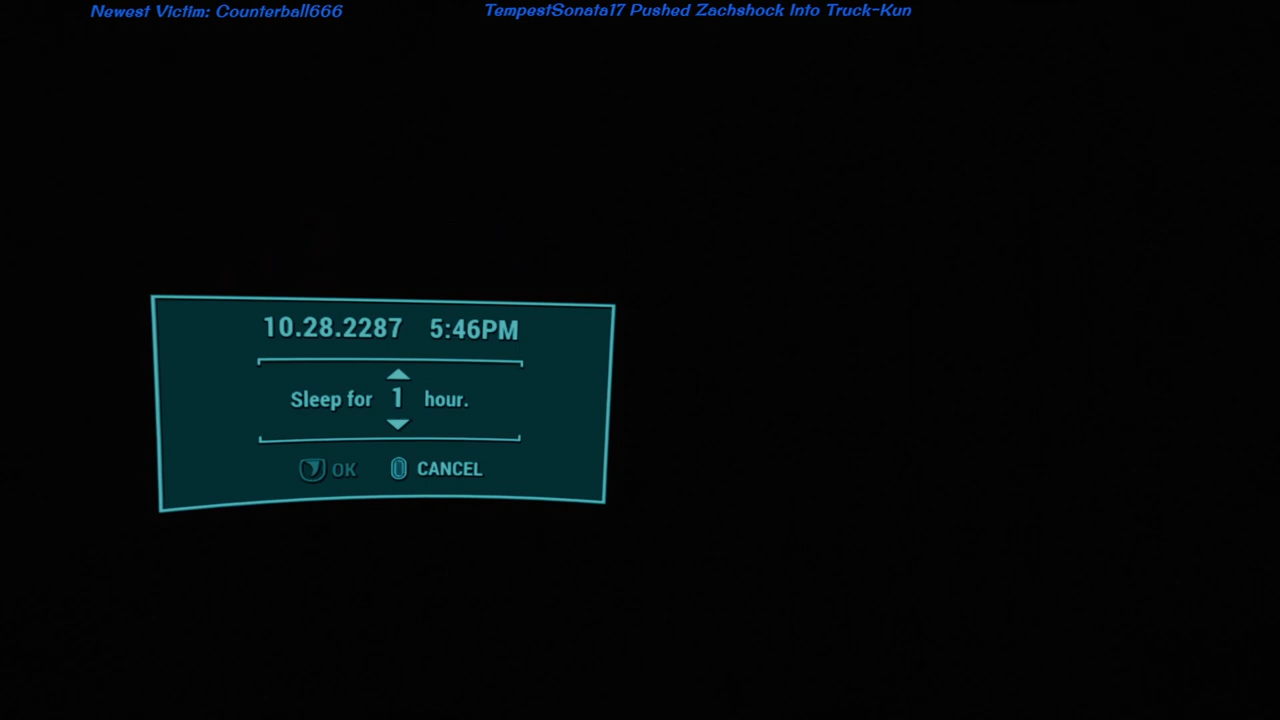 Newest Victim: Counterball666
TempestSonata17 Pushed Zachshock Into Truck-Kun
10.28.2287 5:46PM
Sleep for 1 hour.
OK CANCEL